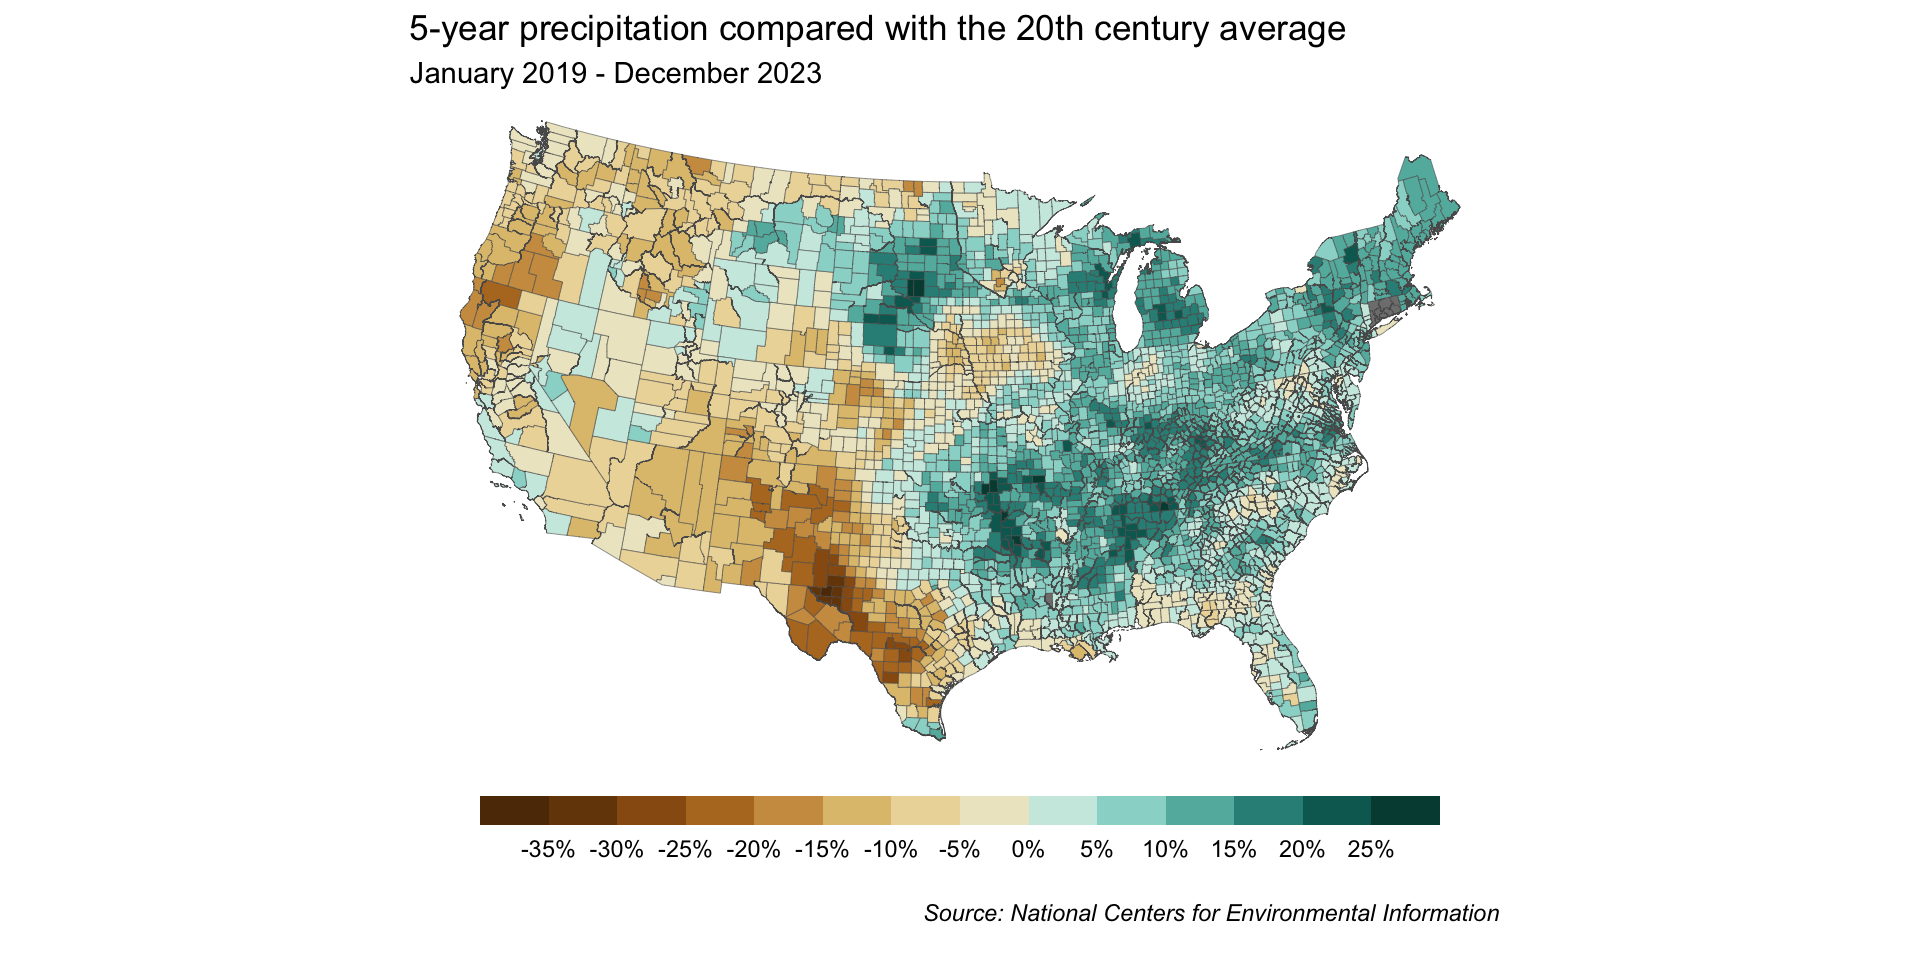 5-year precipitation compared with the 20th century average
January 2019 - December 2023
-35% -30% -25% -20% -15% -10% -5% 0% 5% 10% 15% 20% 25%
Source: National Centers for Environmental Information